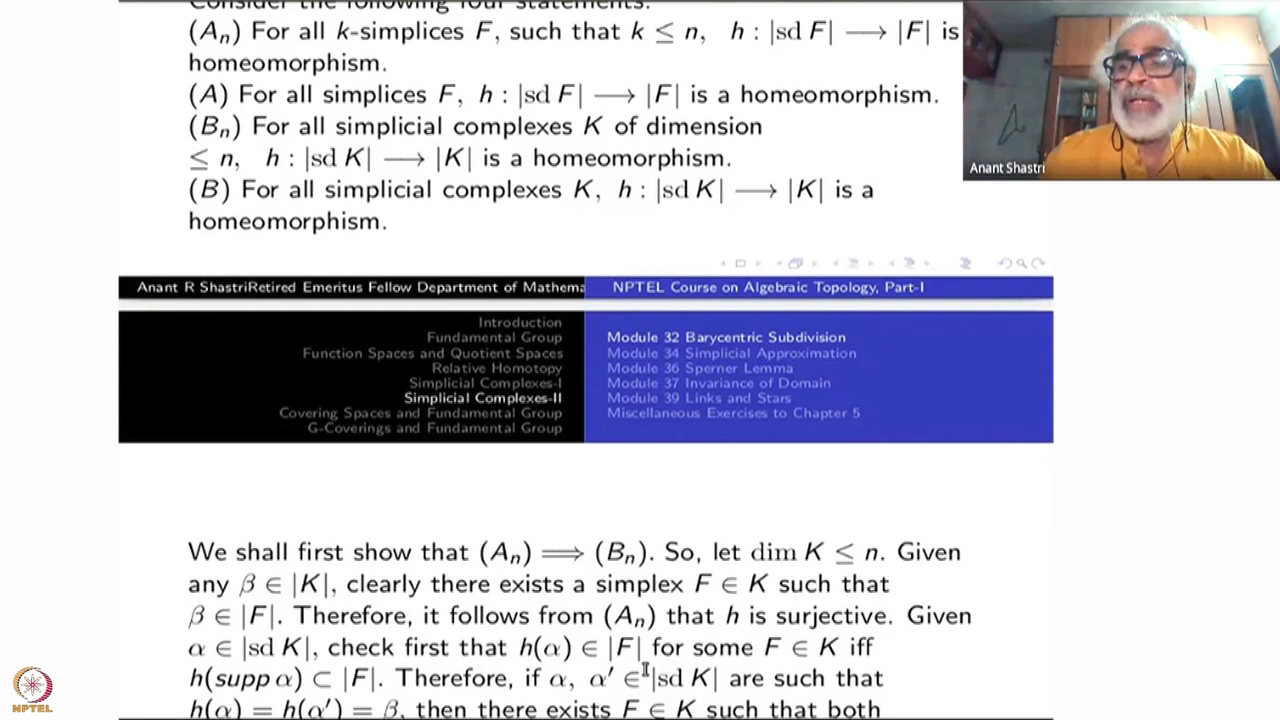 Consider the following four statements:
(Aₙ) For all k-simplices F, such that k ≤ n, h : |sd F| ⟶ |F| is
homeomorphism.
(A) For all simplices F, h : |sd F| ⟶ |F| is a homeomorphism.
(Bₙ) For all simplicial complexes K of dimension
≤ n, h : |sd K| ⟶ |K| is a homeomorphism.
(B) For all simplicial complexes K, h : |sd K| ⟶ |K| is a
homeomorphism.
Anant Shastri
Anant R ShastriRetired Emeritus Fellow Department of Mathema
NPTEL Course on Algebraic Topology, Part-I
Introduction
Fundamental Group
Function Spaces and Quotient Spaces
Relative Homotopy
Simplicial Complexes-I
Simplicial Complexes-II
Covering Spaces and Fundamental Group
G-Coverings and Fundamental Group
Module 32 Barycentric Subdivision
Module 34 Simplicial Approximation
Module 36 Sperner Lemma
Module 37 Invariance of Domain
Module 39 Links and Stars
Miscellaneous Exercises to Chapter 5
We shall first show that (Aₙ) ⟹ (Bₙ). So, let dim K ≤ n. Given
any β ∈ |K|, clearly there exists a simplex F ∈ K such that
β ∈ |F|. Therefore, it follows from (Aₙ) that h is surjective. Given
α ∈ |sd K|, check first that h(α) ∈ |F| for some F ∈ K iff
h(supp α) ⊂ |F|. Therefore, if α, α′ ∈ |sd K| are such that
h(α) = h(α′) = β, then there exists F ∈ K such that both
NPTEL